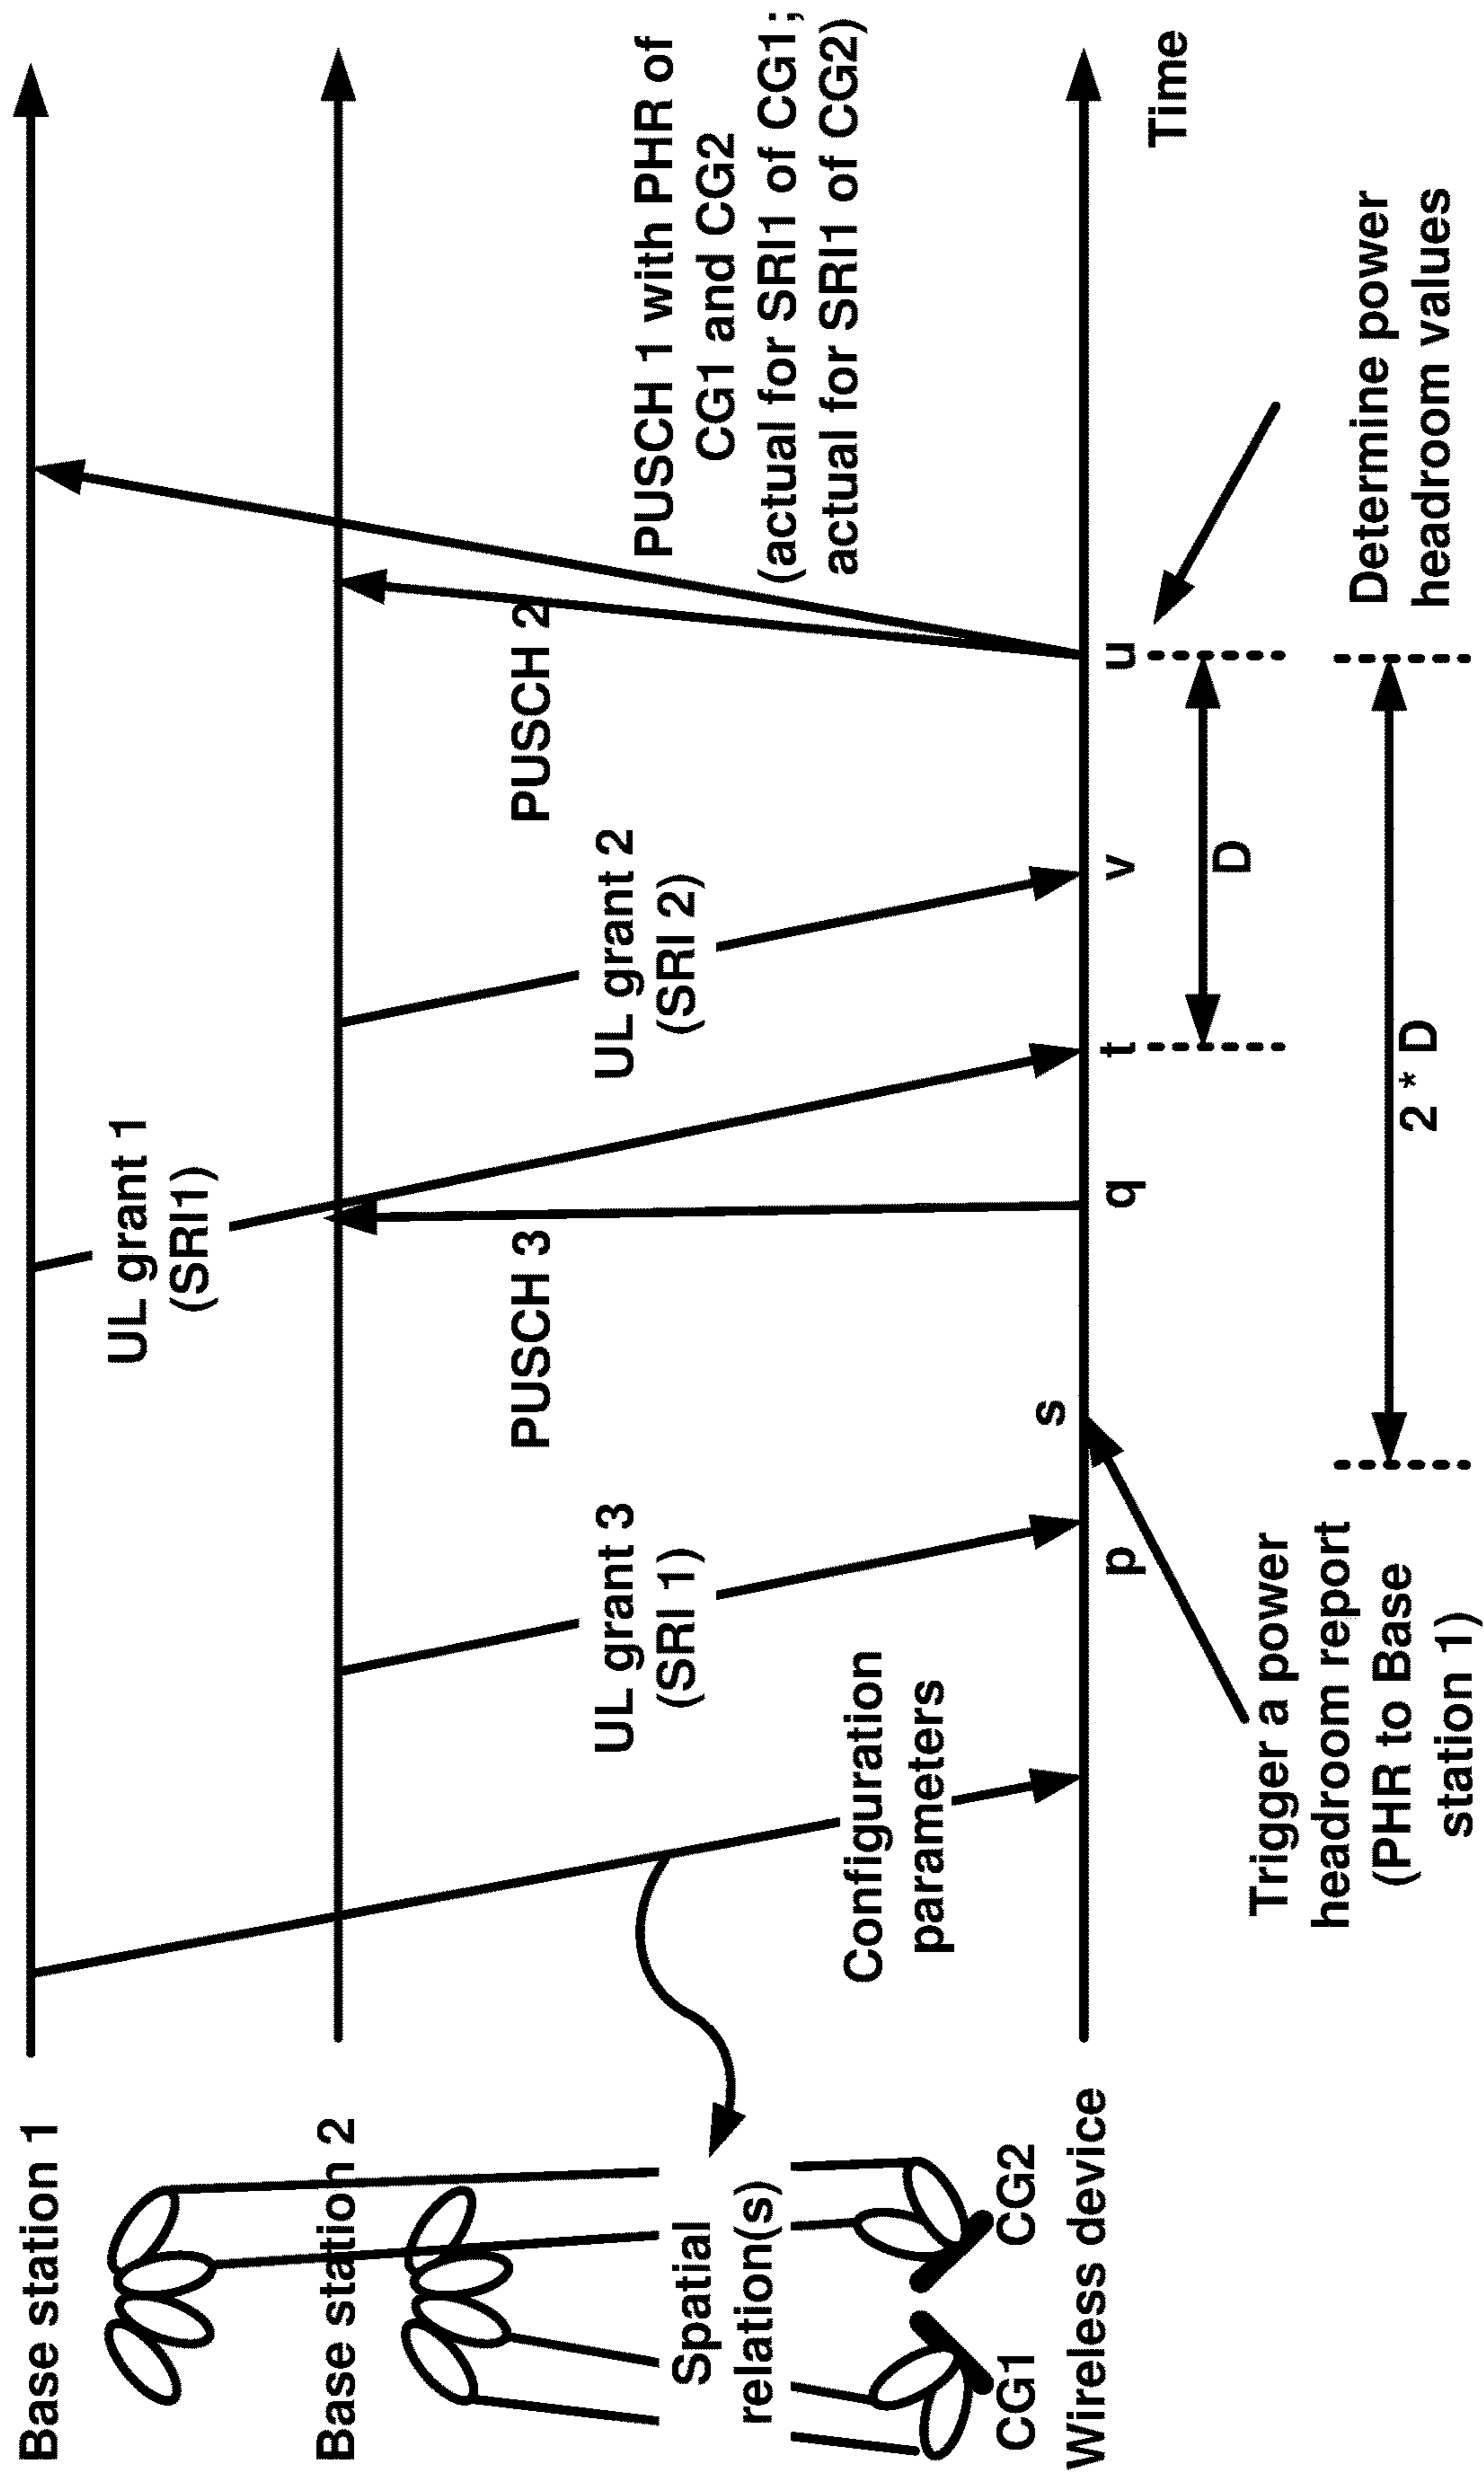 Base station 1
Base station 2
Spatial
relation(s)
CG1
CG2
Wireless device
Configuration
parameters
UL grant 3
(SRI 1)
PUSCH 3
UL grant 1
(SRI1)
UL grant 2
(SRI 2)
PUSCH 2
PUSCH 1 with PHR of
CG1 and CG2
(actual for SRI1 of CG1;
actual for SRI1 of CG2)
p
s
q
t
v
u
Time
D
2 * D
Trigger a power
headroom report
(PHR to Base
station 1)
Determine power
headroom values